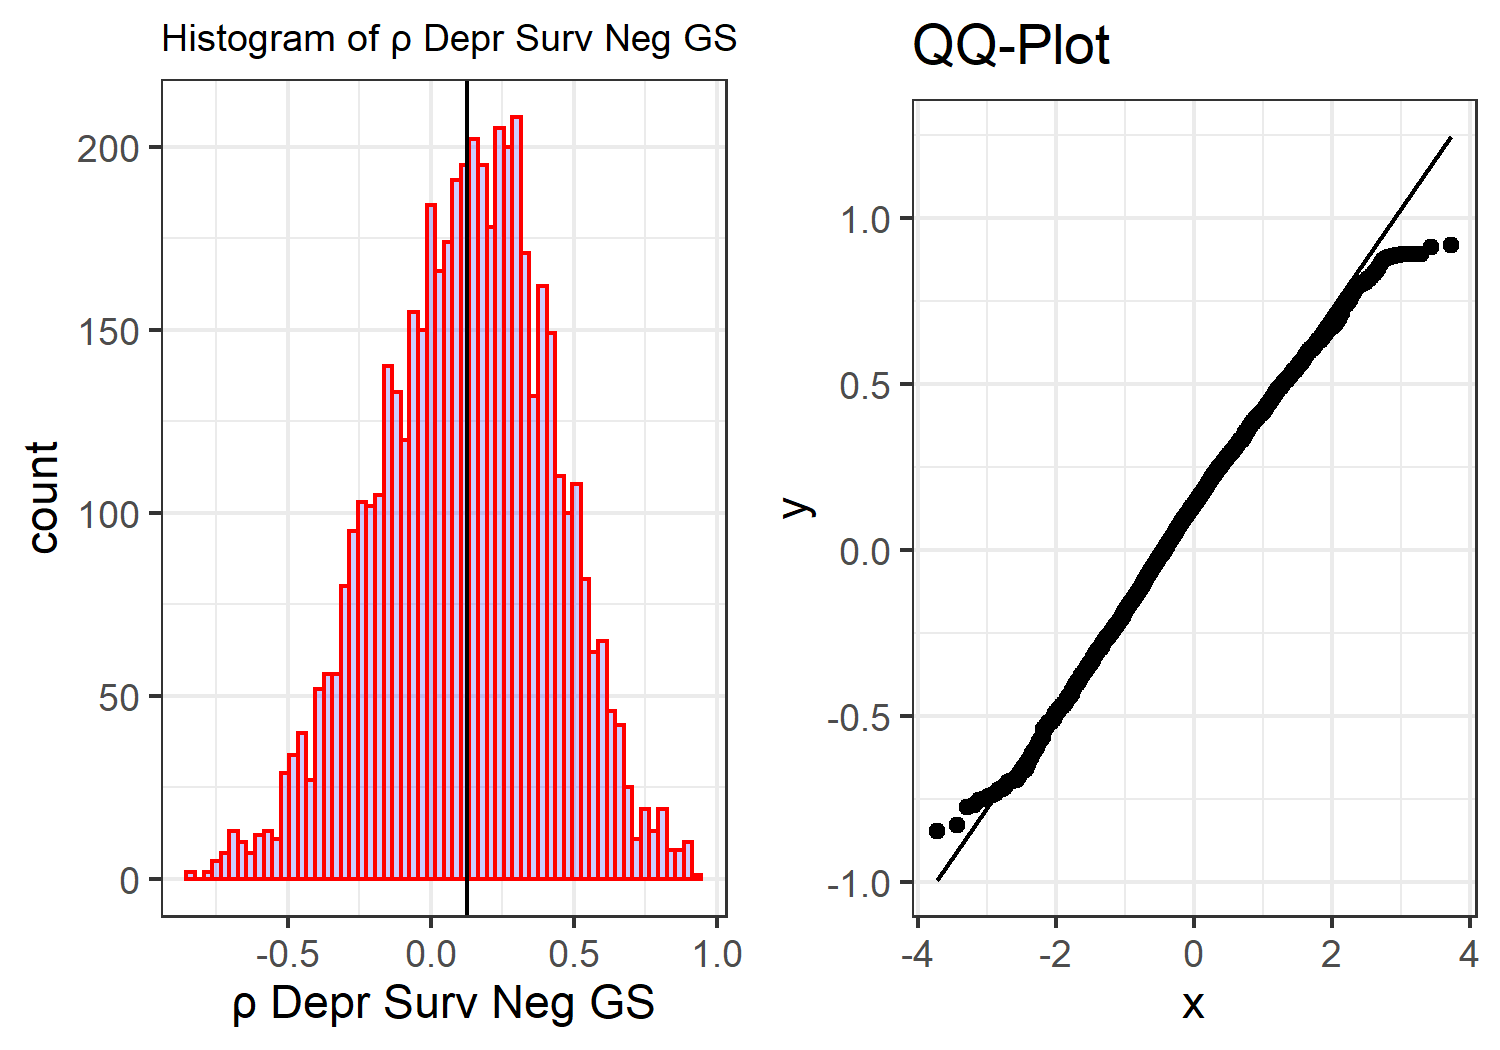 Histogram of ρ Depr Surv Neg GS
count
200
150
100
50
0
-0.5 0.0 0.5 1.0
ρ Depr Surv Neg GS
QQ-Plot
y
1.0
0.5
0.0
-0.5
-1.0
-4 -2 0 2 4
x